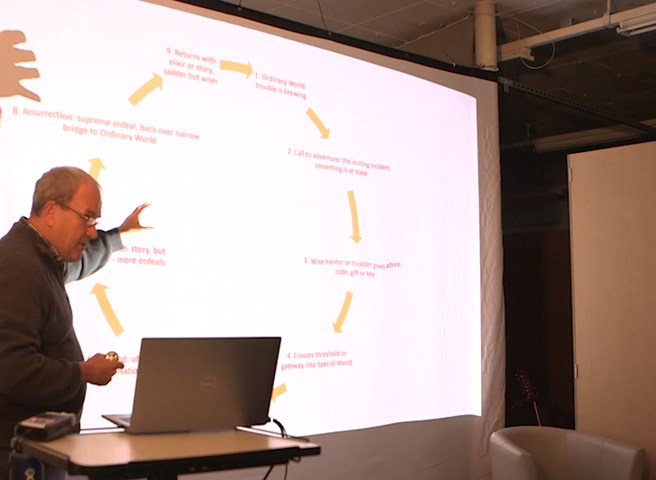 9. Returns with
elixir or story,
sadder but wiser
1. Ordinary World
trouble is brewing
2. Call to adventure: the inciting incident,
something is at stake
3. Wise mentor or trickster gives advice,
code, gift or key
4. Crosses threshold or
gateway into Special World
8. Resurrection: supreme ordeal, back over narrow
bridge to Ordinary World
story, but
- more ordeals
DELL